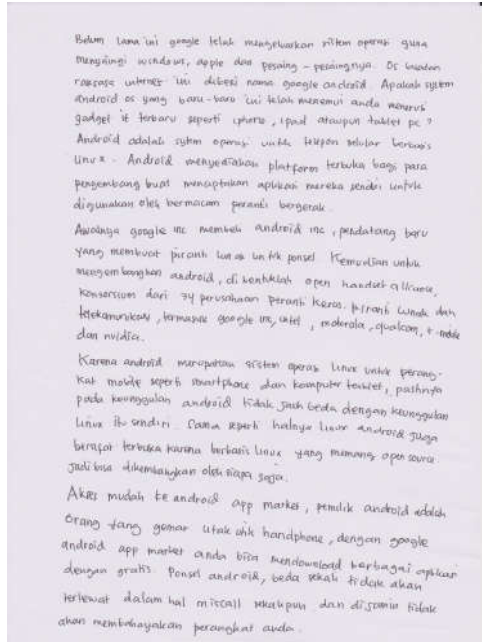 Belum lama ini google telah mengeluarkan sistem operasi guna
menyaingi windows, apple dan pesaing-pesaingnya. Os buatan
raksasa internet ini diberi nama google android. Apakah system
android os yang baru-baru ini telah menemui anda
gadget it terbaru seperti iphone, ipad ataupun tablet pc?
Android adalah sytem operasi untuk telepon selular berbasis
linux. Android menyediakan platform terbuka bagi para
pengembang buat menciptakan aplikasi mereka sendiri untuk
digunakan oleh bermacam peranti bergerak.
Awalnya google inc membeli android inc, pendatang baru
yang membuat piranti lunak untuk ponsel. Kemudian untuk
mengembangkan android, di bentuklah open handset alliance,
konsorsium dari 34 perusahaan peranti keras, piranti lunak dan
telekomunikasi, termasuk google inc, intel, motorola, qualcom, t-mobile
dan nvidia.
Karena android merupakan sistem operasi linux untuk perang-
kat mobile seperti smartphone dan komputer tablet, pastinya
pada keunggulan android tidak jauh beda dengan keunggulan
linux itu sendiri. Sama seperti halnya linux android juga
bersifat terbuka karena berbasis linux yang memang open source
jadi bisa dikembangkan oleh siapa saja.
Akses mudah ke android app market, pemilik android adalah
orang yang gemar utak atik handphone, dengan google
android app market anda bisa mendownload berbagai aplikasi
dengan gratis. Ponsel android, beda sekali tidak akan
terlewat dalam hal miscall sekalipun dan dijamin tidak
akan membahayakan perangkat anda.